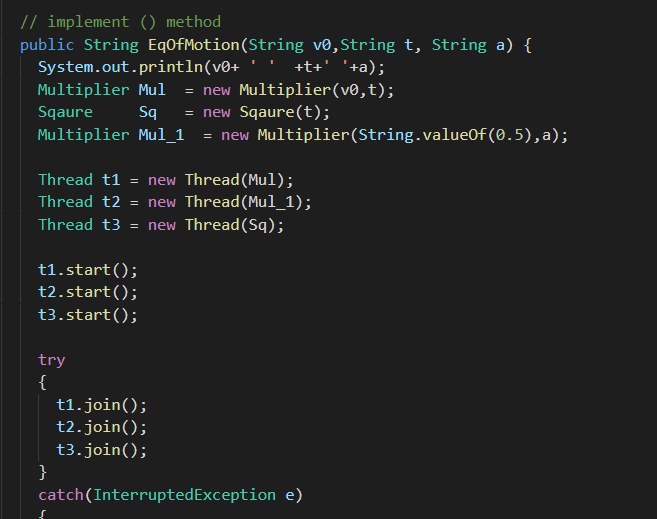 // implement () method
public String EqOfMotion(String v0,String t, String a) {
System.out.println(v0+ ' '  +t+' '+a);
Multiplier Mul  = new Multiplier(v0,t);
Sqaure     Sq   = new Sqaure(t);
Multiplier Mul_1  = new Multiplier(String.valueOf(0.5),a);
Thread t1 = new Thread(Mul);
Thread t2 = new Thread(Mul_1);
Thread t3 = new Thread(Sq);
t1.start();
t2.start();
t3.start();
try
{
t1.join();
t2.join();
t3.join();
}
catch(InterruptedException e)
{